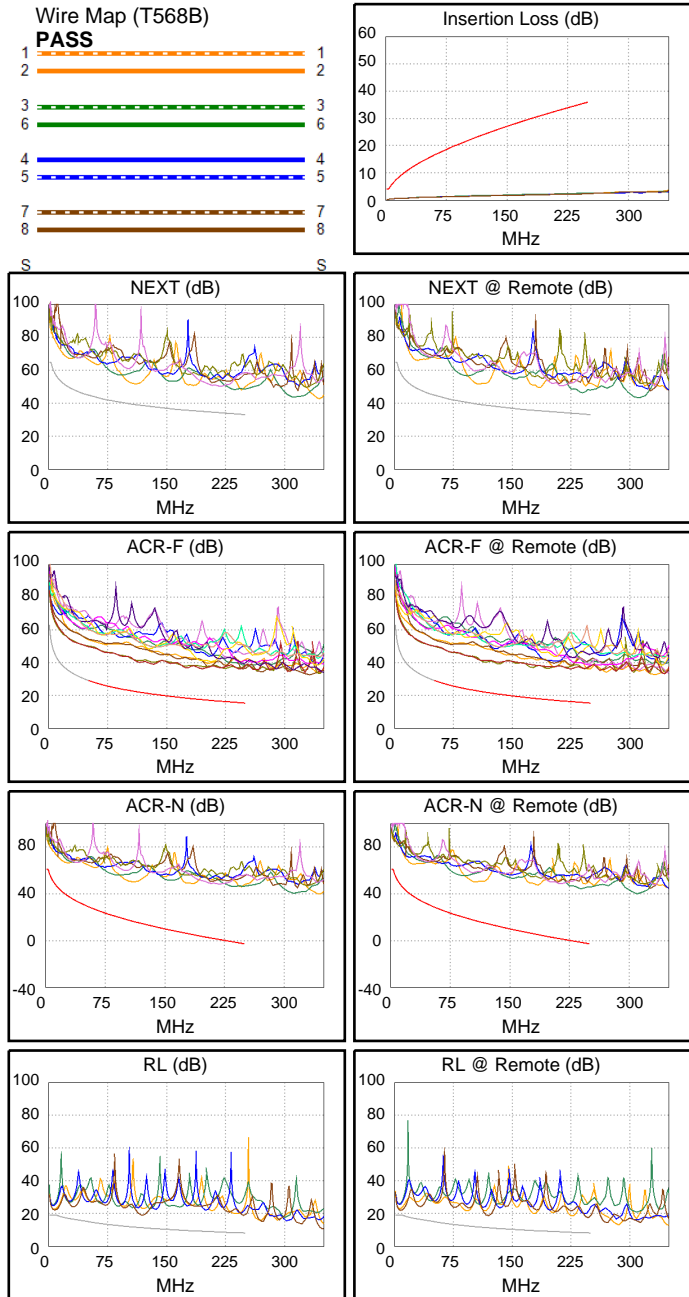 Wire Map (T568B)
PASS
1 1
2 2
3 3
6 6
4 4
5 5
7 7
8 8
S S
Insertion Loss (dB)
60
50
40
30
20
10
0
0 75 150 225 300
MHz
NEXT (dB)
100
80
60
40
20
0
0 75 150 225 300
MHz
NEXT @ Remote (dB)
100
80
60
40
20
0
0 75 150 225 300
MHz
ACR-F (dB)
100
80
60
40
20
0
0 75 150 225 300
MHz
ACR-F @ Remote (dB)
100
80
60
40
20
0
0 75 150 225 300
MHz
ACR-N (dB)
80
40
0
-40
0 75 150 225 300
MHz
ACR-N @ Remote (dB)
80
40
0
-40
0 75 150 225 300
MHz
RL (dB)
100
80
60
40
20
0
0 75 150 225 300
MHz
RL @ Remote (dB)
100
80
60
40
20
0
0 75 150 225 300
MHz